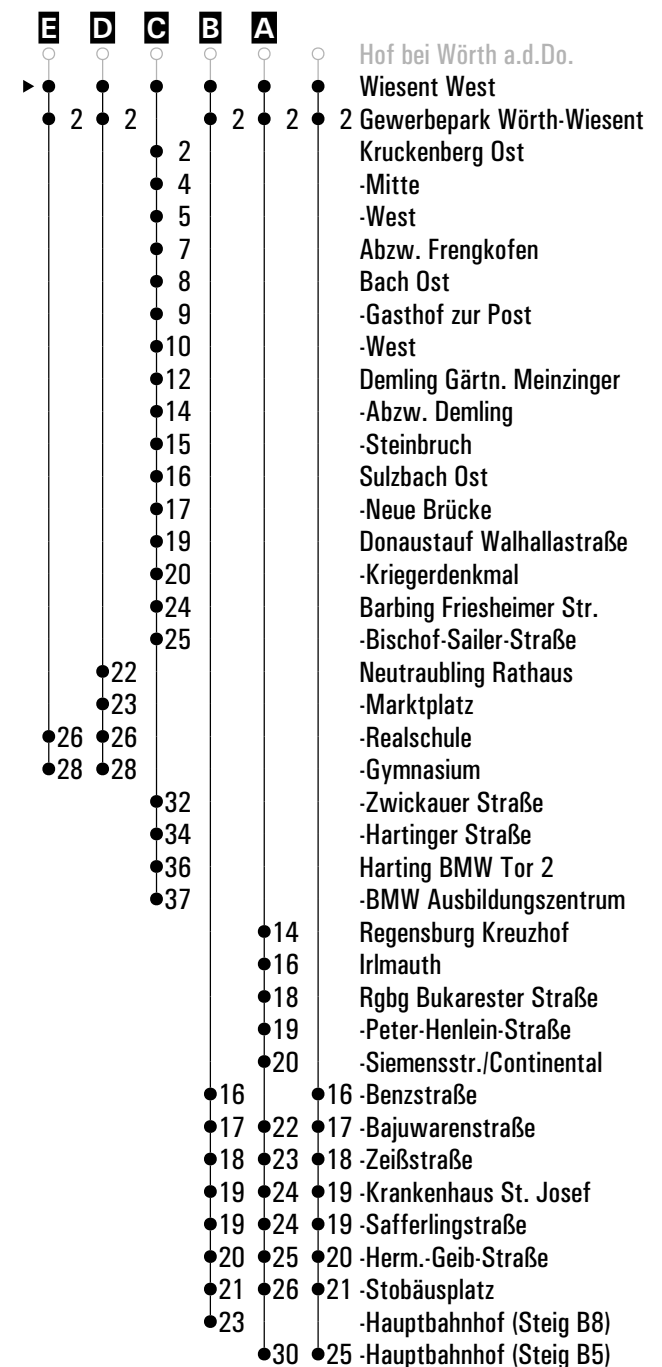 E D C B A
Hof bei Wörth a.d.Do.
Wiesent West
2 2 2 2 2 Gewerbepark Wörth-Wiesent
2 Kruckenberg Ost
4 -Mitte
5 -West
7 Abzw. Frengkofen
8 Bach Ost
9 -Gasthof zur Post
10 -West
12 Demling Gärtn. Meinzinger
14 -Abzw. Demling
15 -Steinbruch
16 Sulzbach Ost
17 -Neue Brücke
19 Donaustauf Walhallastraße
20 -Kriegerdenkmal
24 Barbing Friesheimer Str.
25 -Bischof-Sailer-Straße
22 Neutraubling Rathaus
23 -Marktplatz
26 26 -Realschule
28 28 -Gymnasium
32 -Zwickauer Straße
34 -Hartinger Straße
36 Harting BMW Tor 2
37 -BMW Ausbildungszentrum
14 Regensburg Kreuzhof
16 Irlmauth
18 Rgbg Bukarester Straße
19 -Peter-Henlein-Straße
20 -Siemensstr./Continental
16 16 -Benzstraße
17 22 17 -Bajuwarenstraße
18 23 18 -Zeißstraße
19 24 19 -Krankenhaus St. Josef
19 24 19 -Safferlingstraße
20 25 20 -Herm.-Geib-Straße
21 26 21 -Stobäusplatz
23 -Hauptbahnhof (Steig B8)
30 25 -Hauptbahnhof (Steig B5)